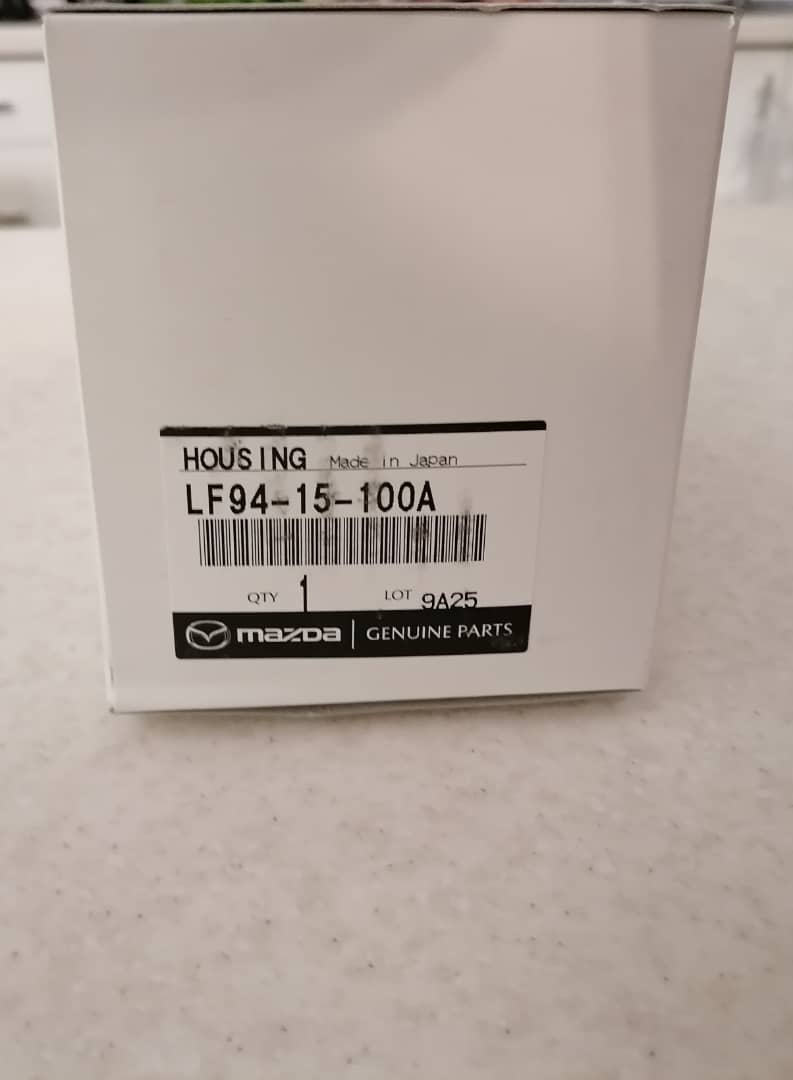 HOUSING Made in Japan
LF94-15-100A
QTY 1 LOT 9A25
mazda GENUINE PARTS